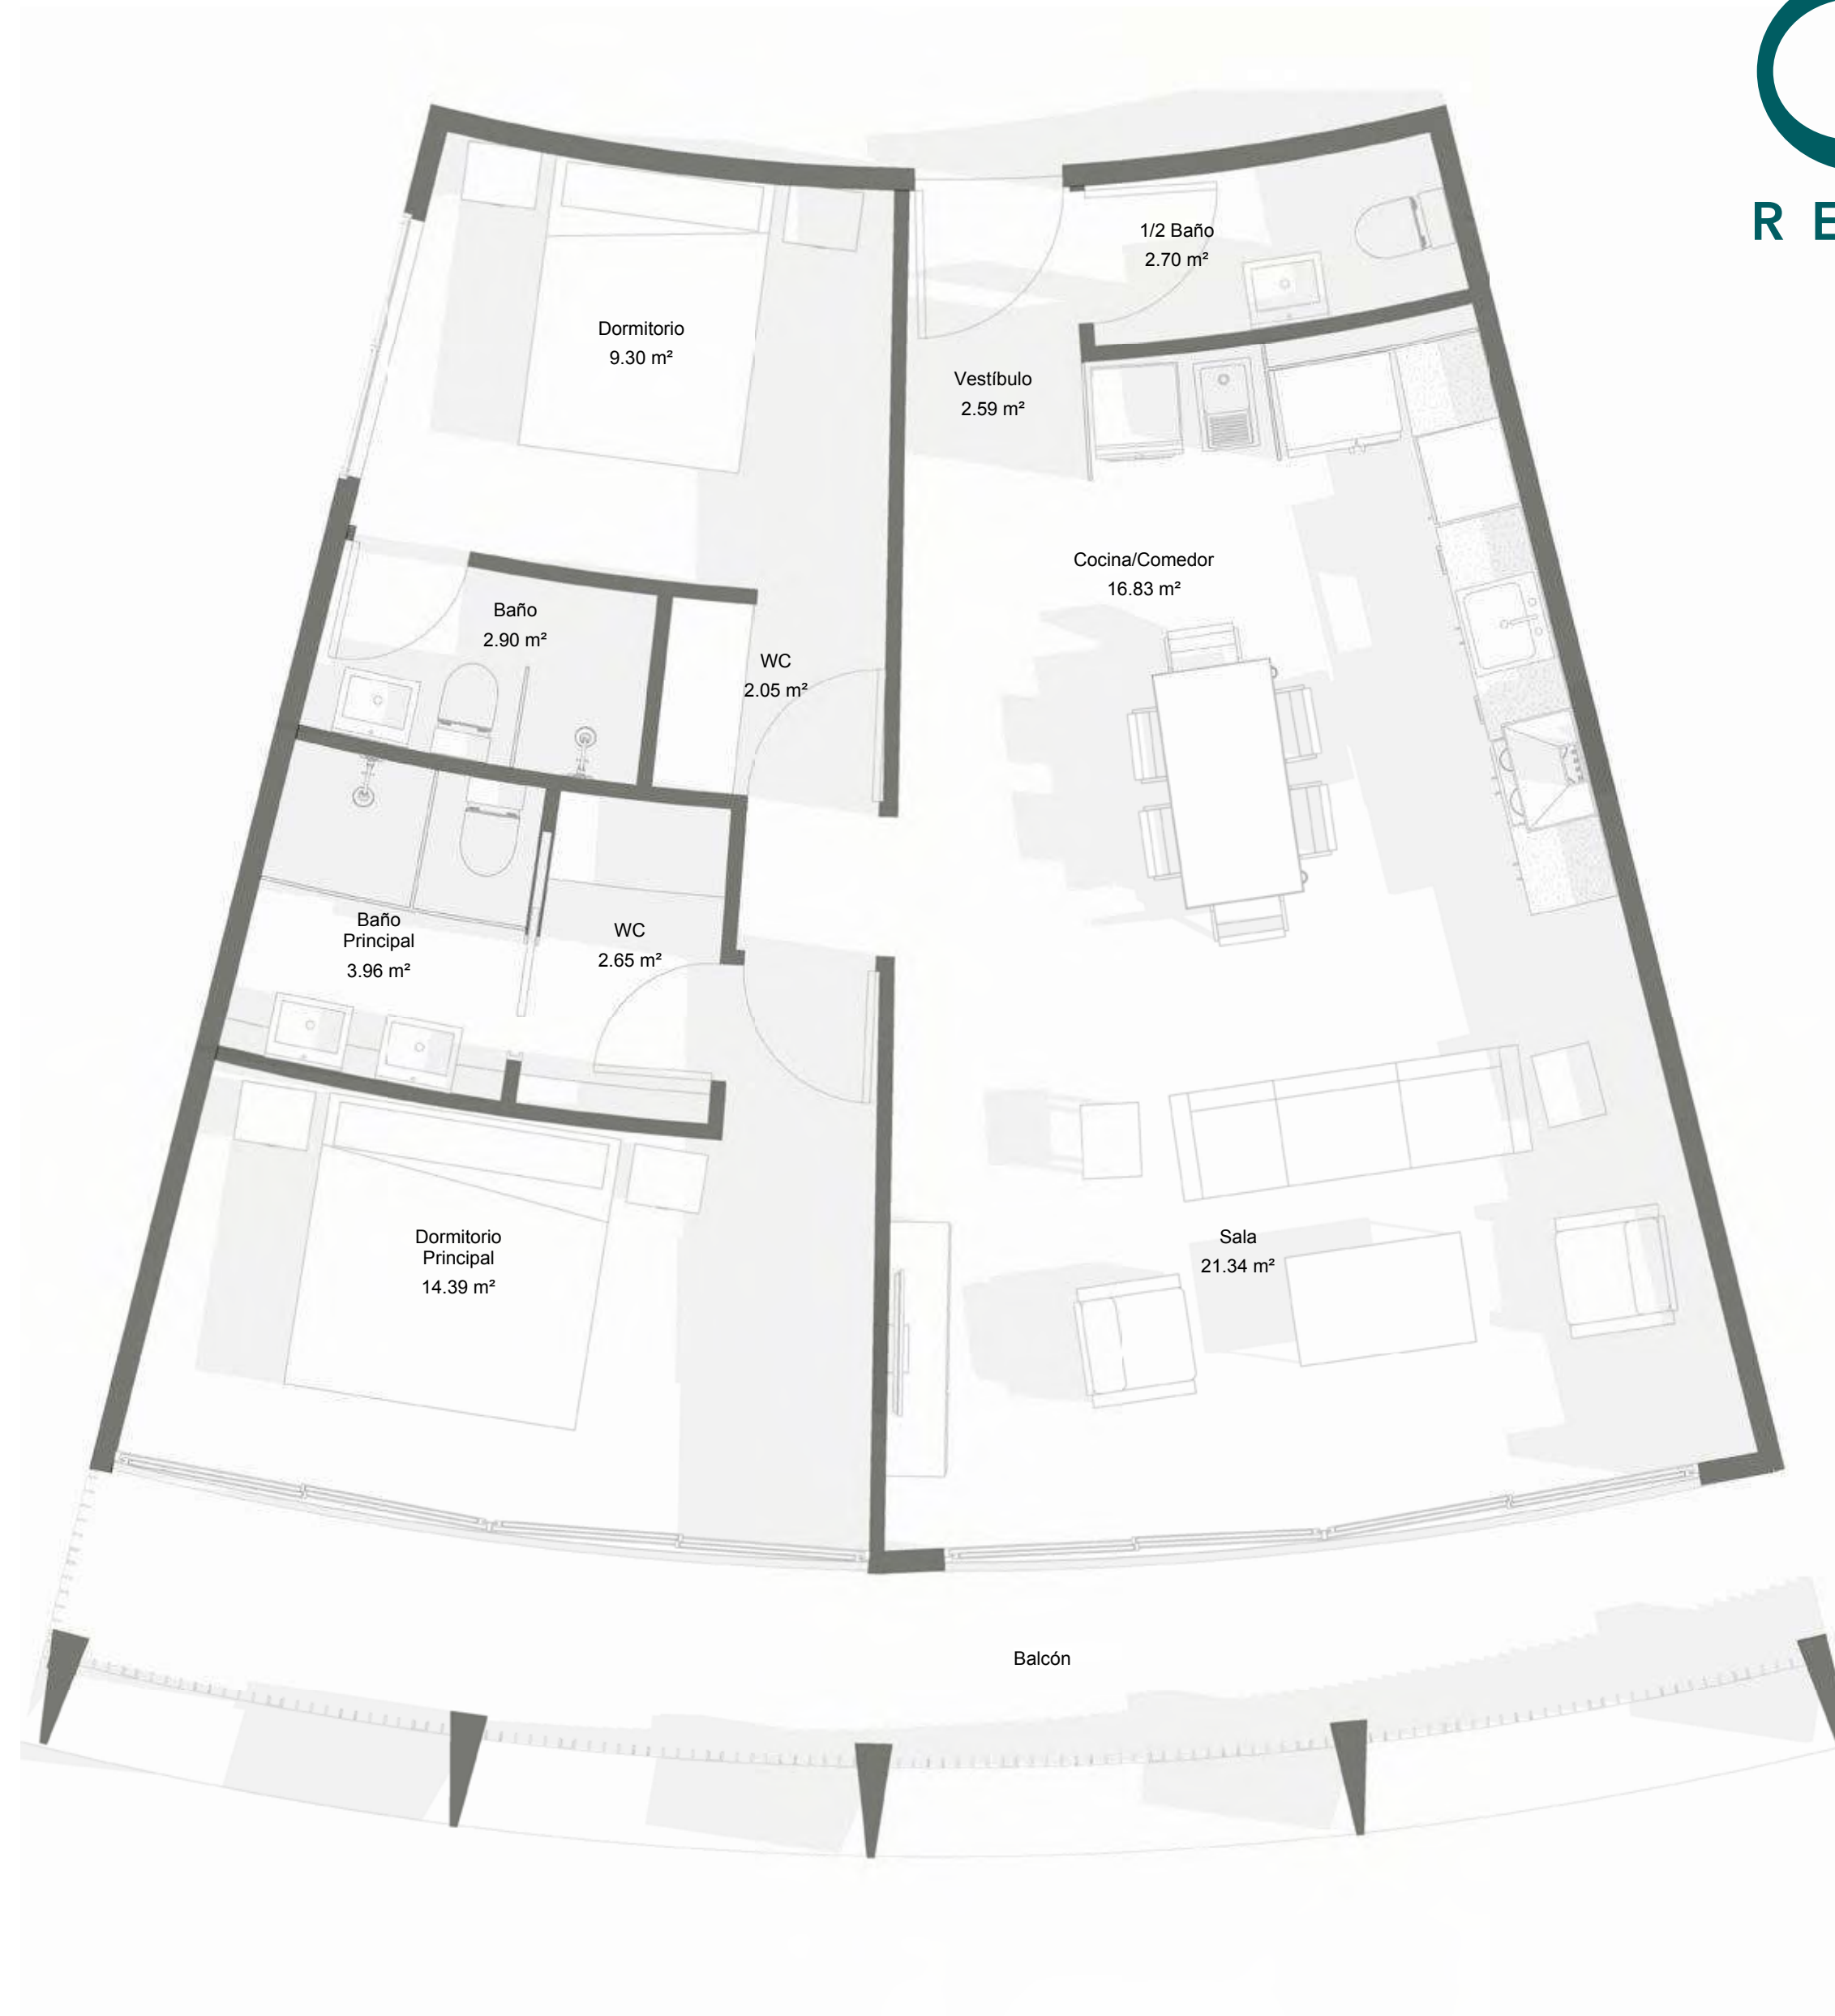 R E
1/2 Baño
2.70 m²
Dormitorio
9.30 m²
Vestíbulo
2.59 m²
Cocina/Comedor
16.83 m²
Baño
2.90 m²
WC
2.05 m²
Baño
Principal
3.96 m²
WC
2.65 m²
Dormitorio
Principal
14.39 m²
Sala
21.34 m²
Balcón